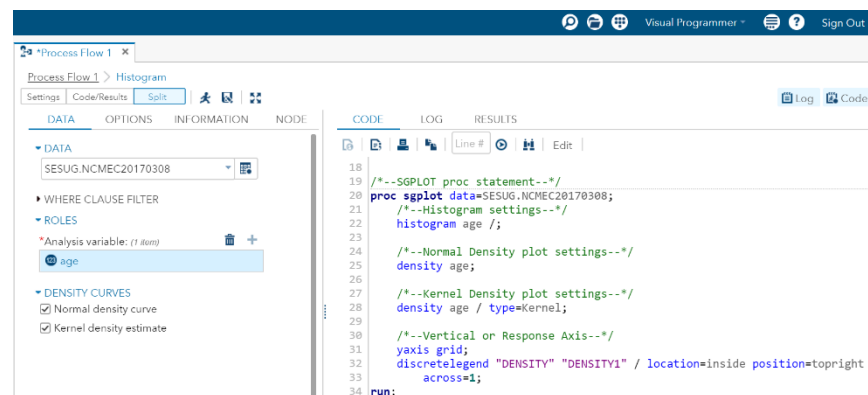 Visual Programmer
Sign Out
*Process Flow 1 ×
Process Flow 1 > Histogram
Settings Code/Results Split
Log Code
DATA OPTIONS INFORMATION NODE
CODE LOG RESULTS
DATA
Line # Edit
SESUG.NCMEC20170308
WHERE CLAUSE FILTER
ROLES
*Analysis variable: (1 item)
age
DENSITY CURVES
Normal density curve
Kernel density estimate
18
19 /*--SGPLOT proc statement--*/
20 proc sgplot data=SESUG.NCMEC20170308;
21 /*--Histogram settings--*/
22 histogram age /;
23
24 /*--Normal Density plot settings--*/
25 density age;
26
27 /*--Kernel Density plot settings--*/
28 density age / type=Kernel;
29
30 /*--Vertical or Response Axis--*/
31 yaxis grid;
32 discretelegend "DENSITY" "DENSITY1" / location=inside position=topright
33 across=1;
34 run;